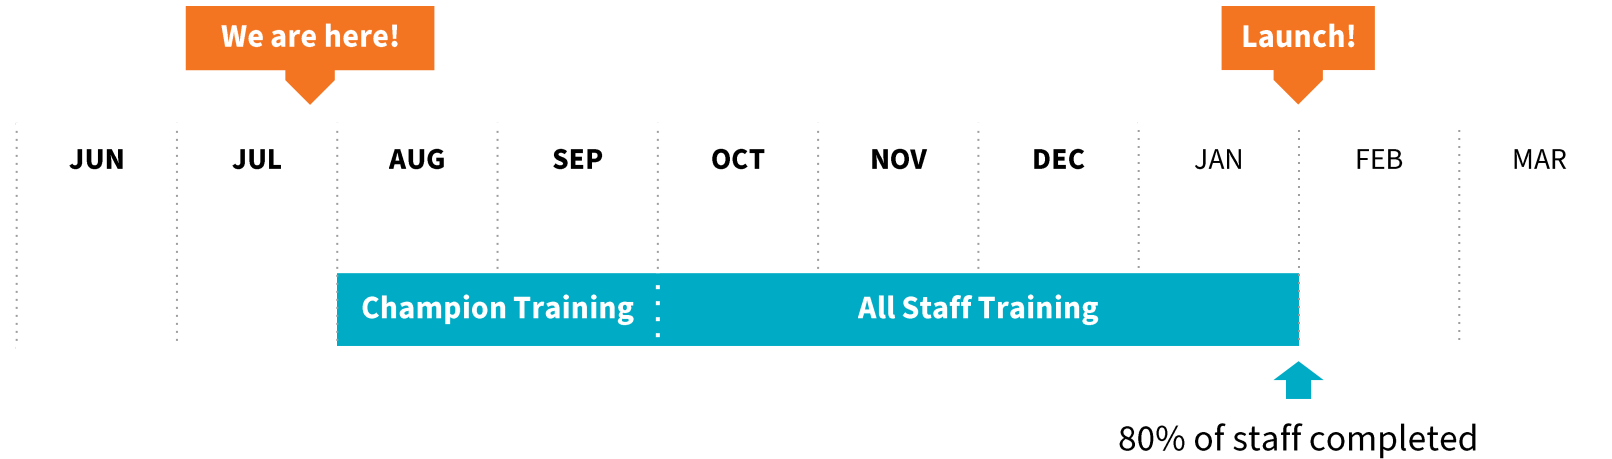 We are here!
Launch!
JUN JUL AUG SEP OCT NOV DEC JAN FEB MAR
Champion Training All Staff Training
80% of staff completed